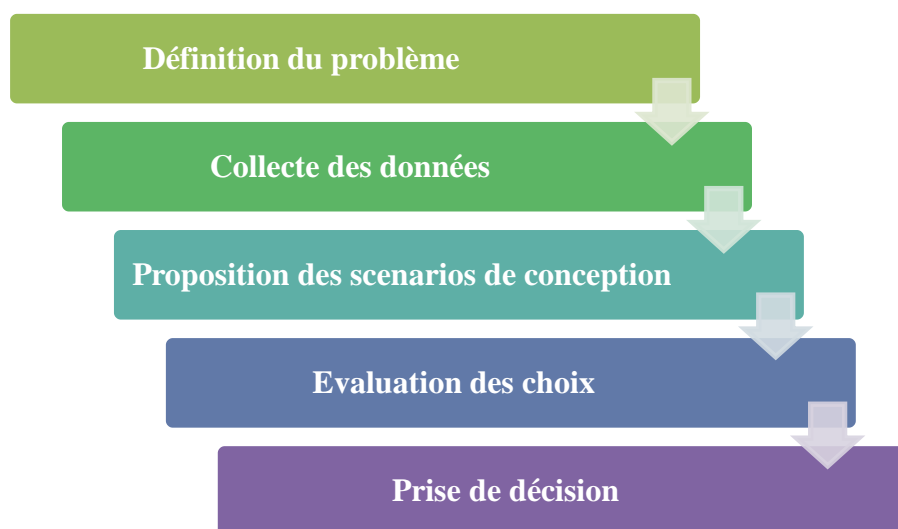 Définition du problème
Collecte des données
Proposition des scenarios de conception
Evaluation des choix
Prise de décision